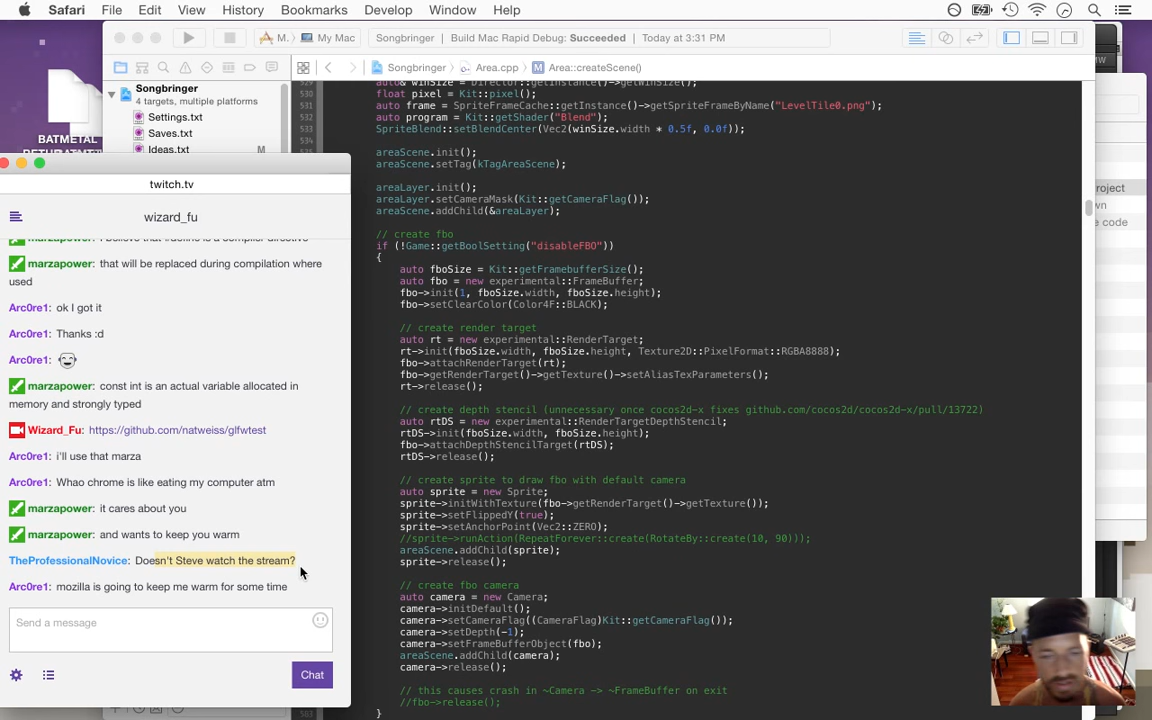 Safari File Edit View History Bookmarks Develop Window Help
M. My Mac
Songbringer | Build Mac Rapid Debug: Succeeded | Today at 3:31 PM
Songbringer Area.cpp Area::createScene()
Songbringer
4 targets, multiple platforms
Settings.txt
Saves.txt
Ideas.txt M
BATMETAL
twitch.tv
wizard_fu
marzapower: that will be replaced during compilation where
used
Arc0re1: ok I got it
Arc0re1: Thanks :d
Arc0re1:
marzapower: const int is an actual variable allocated in
memory and strongly typed
Wizard_Fu: https://github.com/natweiss/glfwtest
Arc0re1: i'll use that marza
Arc0re1: Whao chrome is like eating my computer atm
marzapower: it cares about you
marzapower: and wants to keep you warm
TheProfessionalNovice: Doesn't Steve watch the stream?
Arc0re1: mozilla is going to keep me warm for some time
Send a message
Chat
530 float pixel = Kit::pixel();
531 auto frame = SpriteFrameCache::getInstance()->getSpriteFrameByName("LevelTile0.png");
532 auto program = Kit::getShader("Blend");
533 SpriteBlend::setBlendCenter(Vec2(winSize.width * 0.5f, 0.0f));
534
areaScene.init();
areaScene.setTag(kTagAreaScene);
areaLayer.init();
areaLayer.setCameraMask(Kit::getCameraFlag());
areaScene.addChild(&areaLayer);
// create fbo
if (!Game::getBoolSetting("disableFBO"))
{
auto fboSize = Kit::getFramebufferSize();
auto fbo = new experimental::FrameBuffer;
fbo->init(1, fboSize.width, fboSize.height);
fbo->setClearColor(Color4F::BLACK);
// create render target
auto rt = new experimental::RenderTarget;
rt->init(fboSize.width, fboSize.height, Texture2D::PixelFormat::RGBA8888);
fbo->attachRenderTarget(rt);
fbo->getRenderTarget()->getTexture()->setAliasTexParameters();
rt->release();
// create depth stencil (unnecessary once cocos2d-x fixes github.com/cocos2d/cocos2d-x/pull/13722)
auto rtDS = new experimental::RenderTargetDepthStencil;
rtDS->init(fboSize.width, fboSize.height);
fbo->attachDepthStencilTarget(rtDS);
rtDS->release();
// create sprite to draw fbo with default camera
auto sprite = new Sprite;
sprite->initWithTexture(fbo->getRenderTarget()->getTexture());
sprite->setFlippedY(true);
sprite->setAnchorPoint(Vec2::ZERO);
//sprite->runAction(RepeatForever::create(RotateBy::create(10, 90)));
areaScene.addChild(sprite);
sprite->release();
// create fbo camera
auto camera = new Camera;
camera->initDefault();
camera->setCameraFlag((CameraFlag)Kit::getCameraFlag());
camera->setDepth(-1);
camera->setFrameBufferObject(fbo);
areaScene.addChild(camera);
camera->release();
// this causes crash in ~Camera -> ~FrameBuffer on exit
//fbo->release();
}
roject
wn
e code